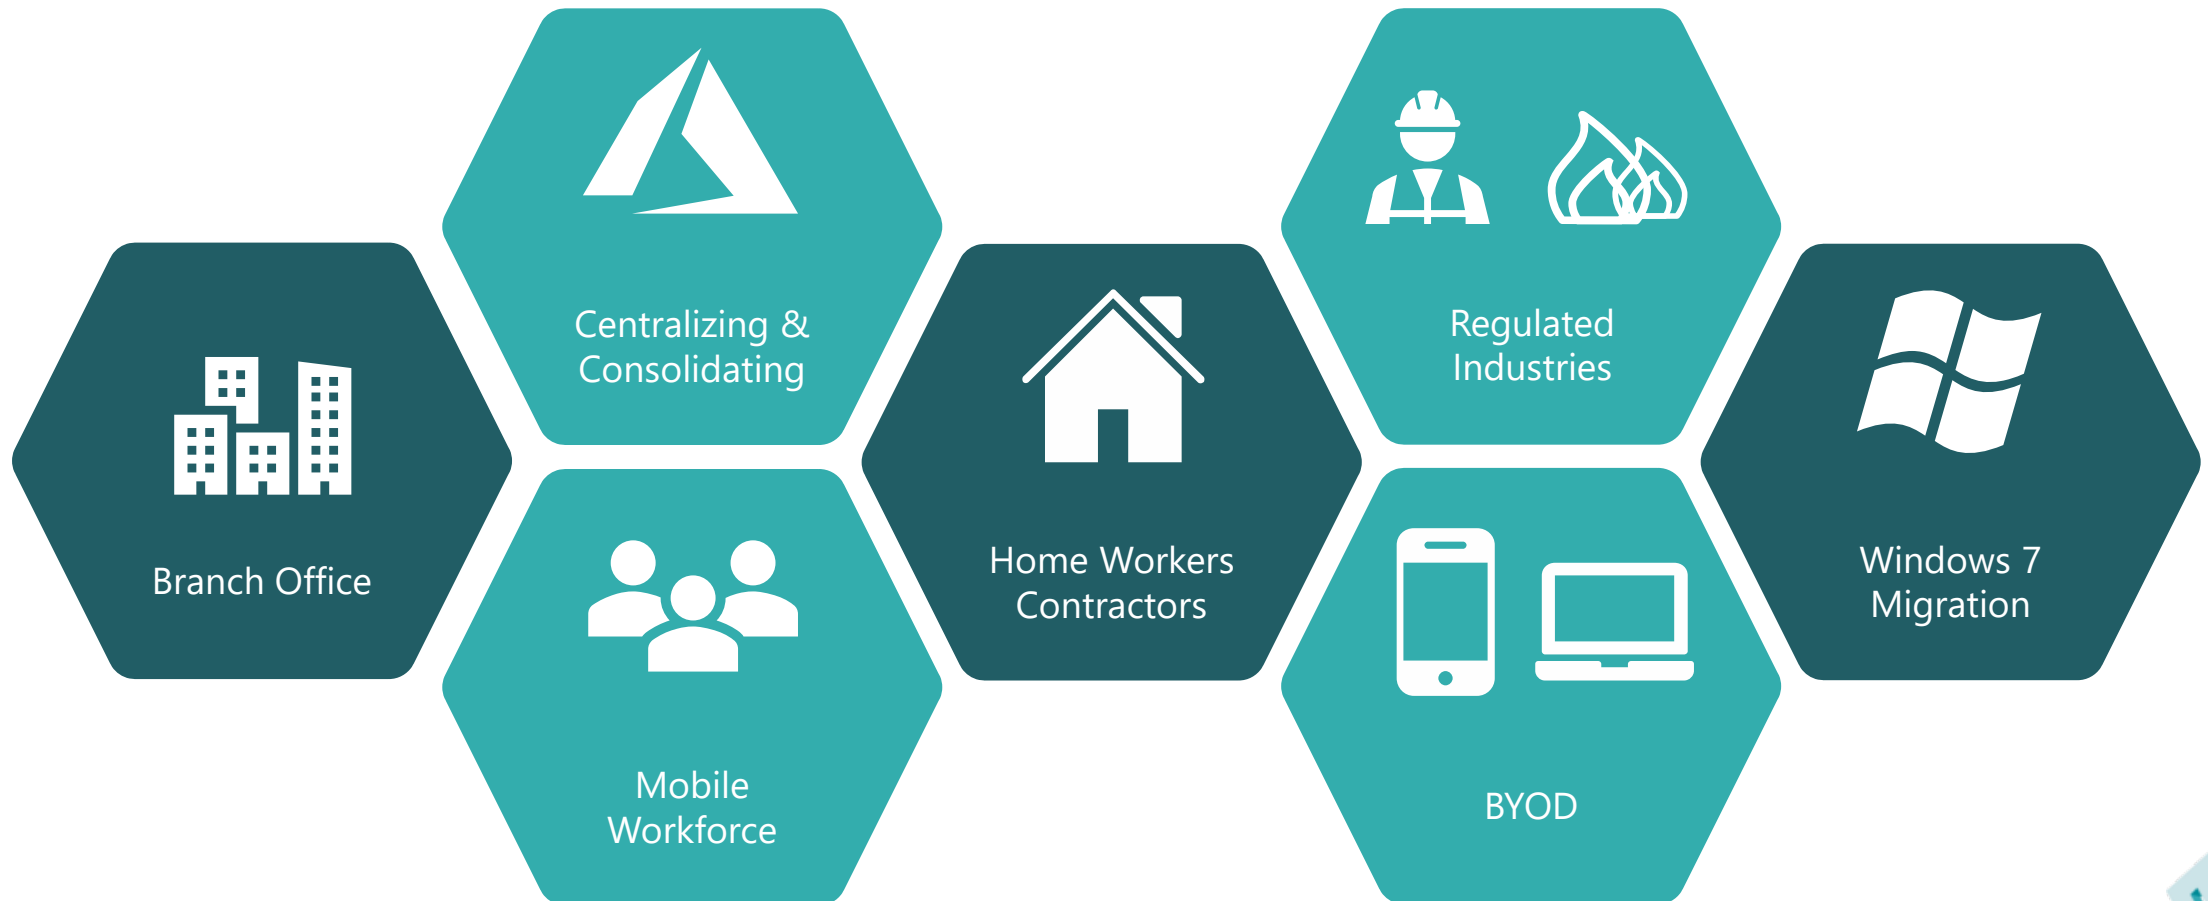 Branch Office
Centralizing &
Consolidating
Mobile
Workforce
Home Workers
Contractors
Regulated
Industries
BYOD
Windows 7
Migration